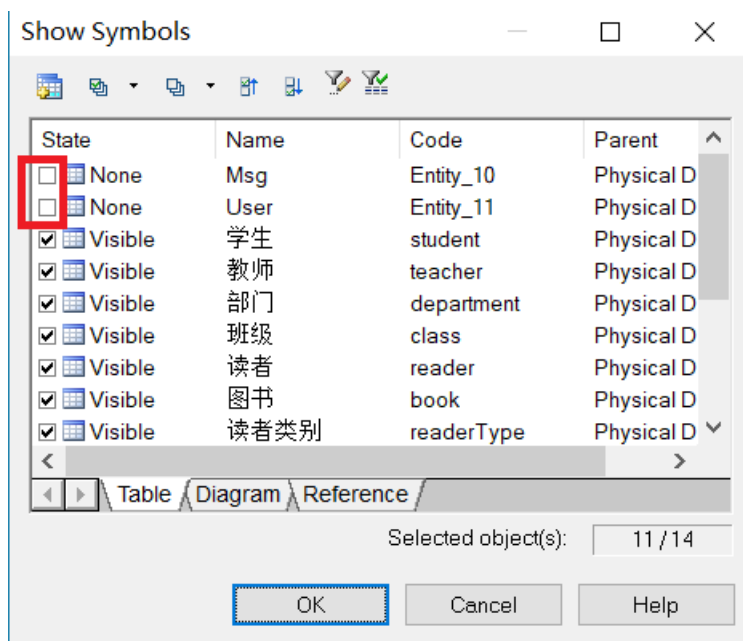 Show Symbols
State Name Code Parent
None Msg Entity_10 Physical D
None User Entity_11 Physical D
Visible 学生 student Physical D
Visible 教师 teacher Physical D
Visible 部门 department Physical D
Visible 班级 class Physical D
Visible 读者 reader Physical D
Visible 图书 book Physical D
Visible 读者类别 readerType Physical D
Table Diagram Reference
Selected object(s): 11/14
OK Cancel Help